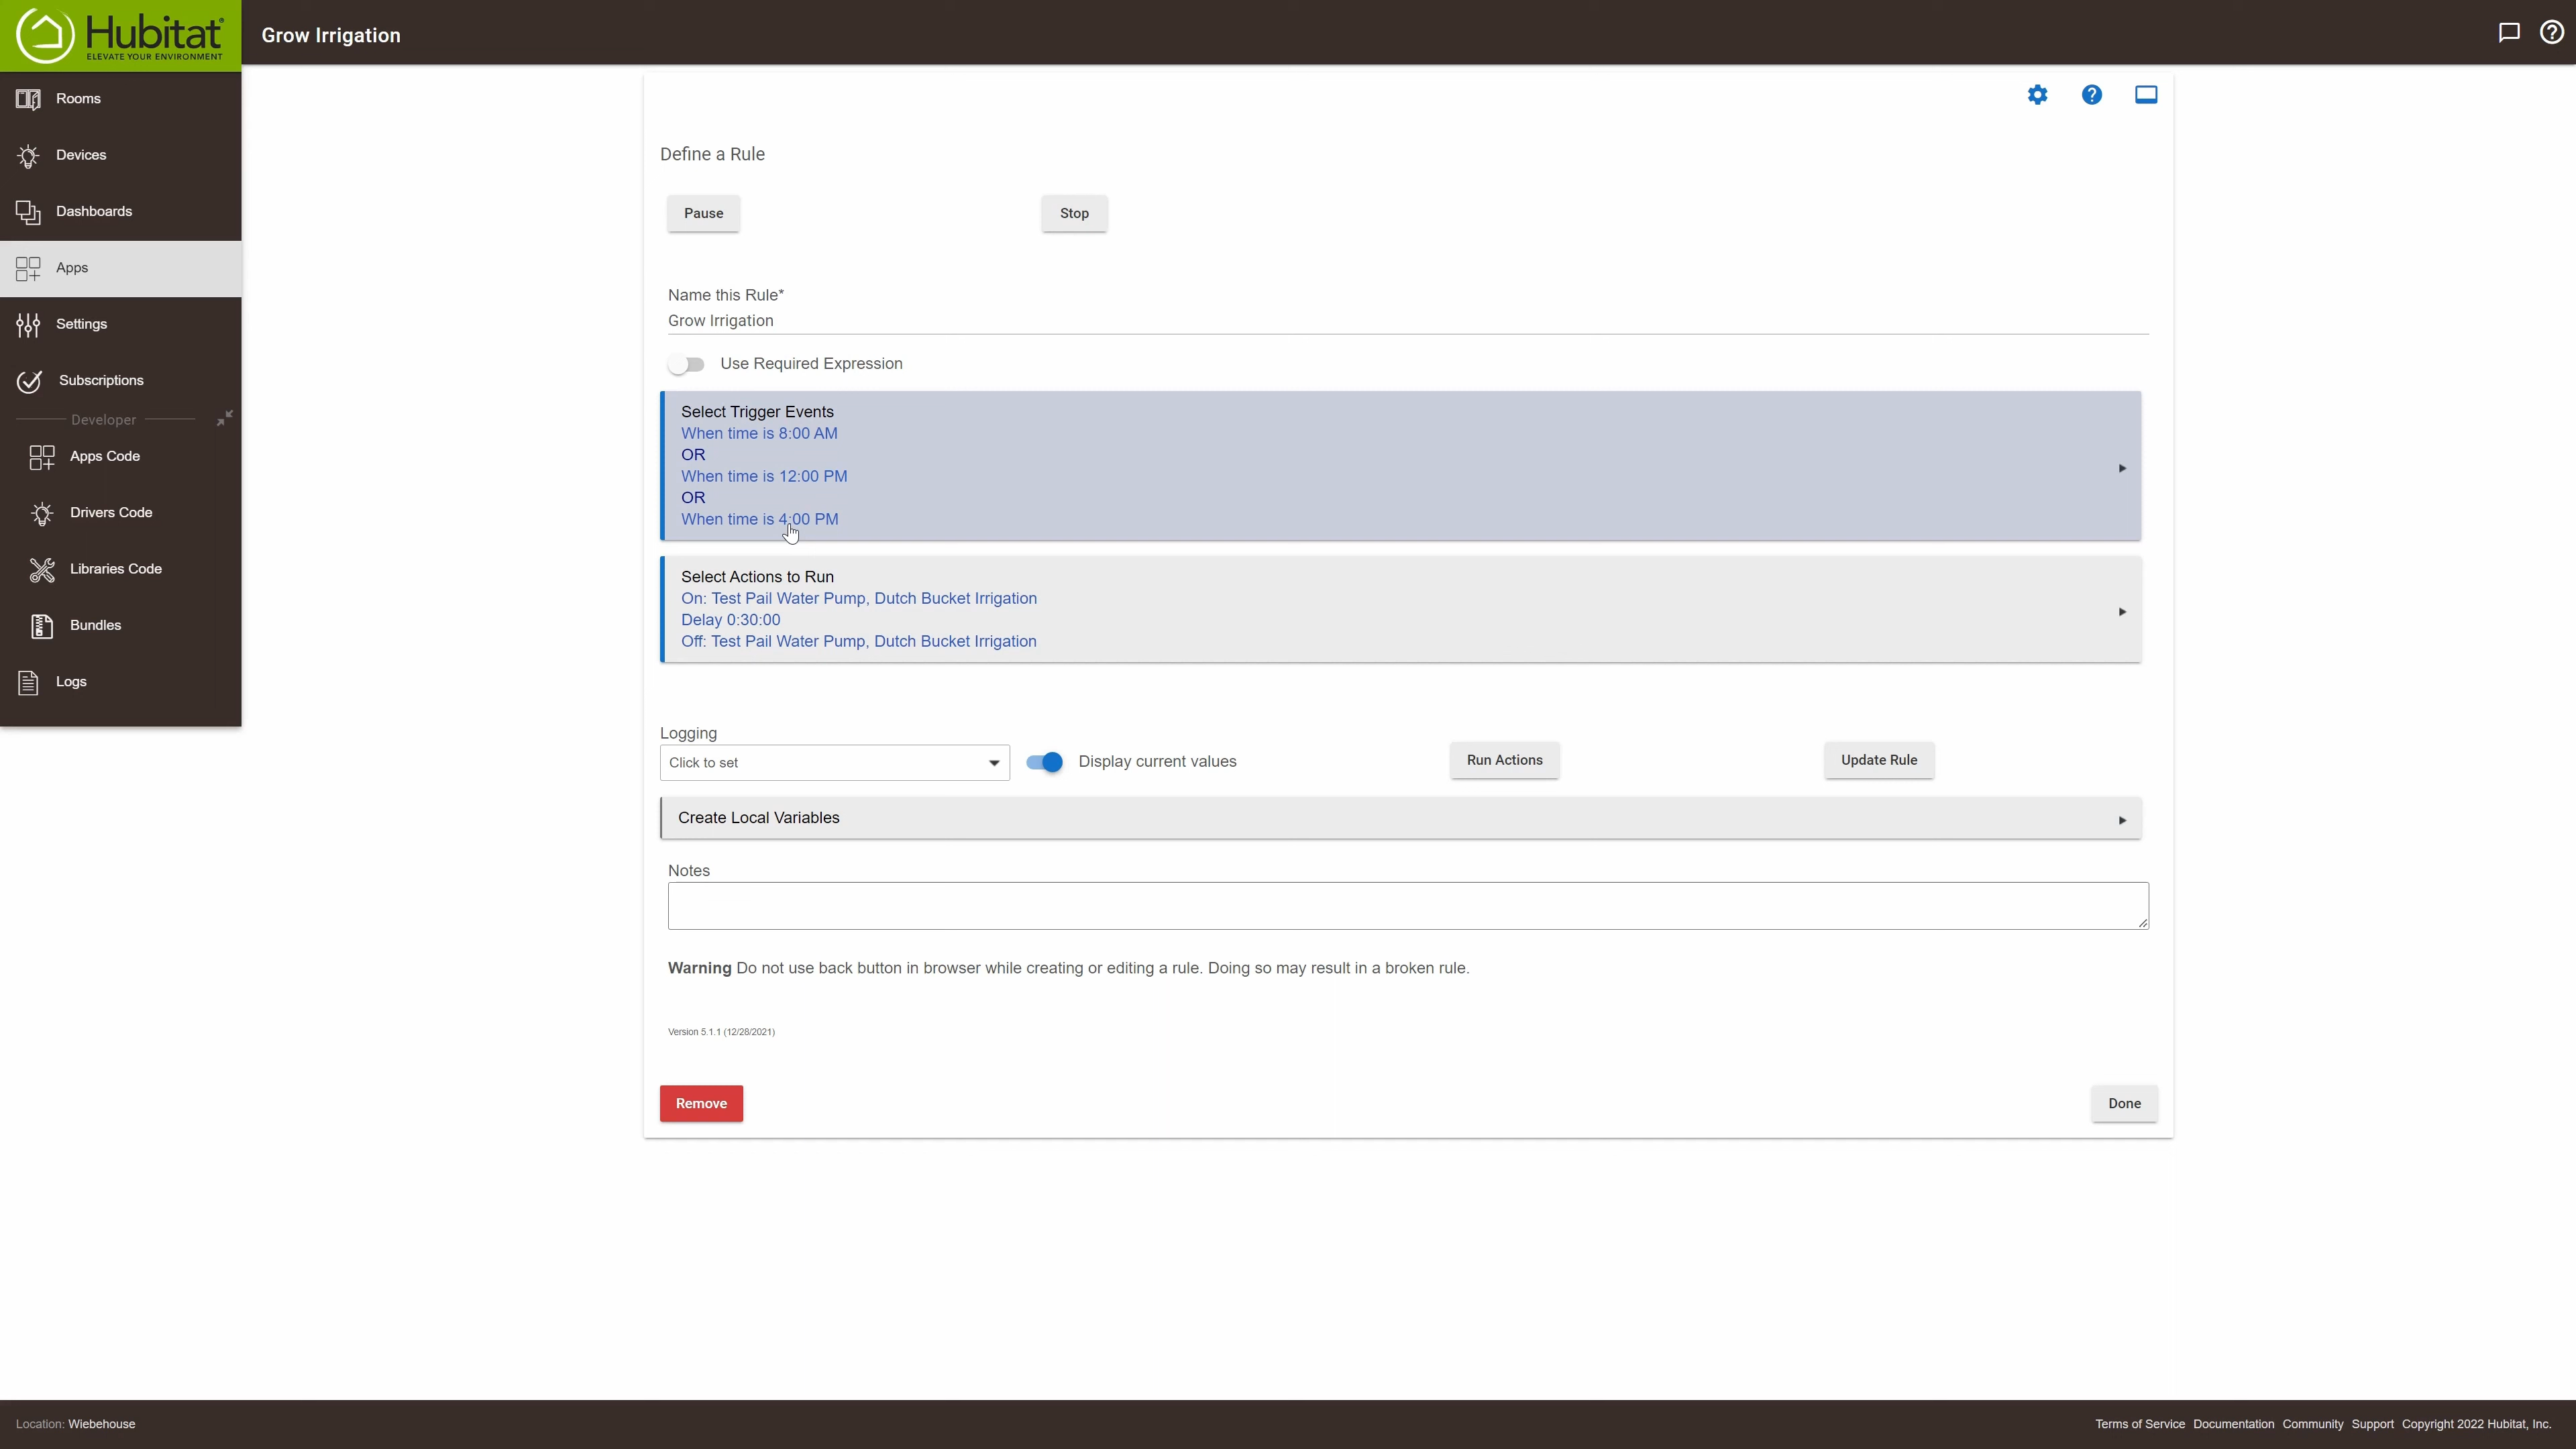 Hubitat
ELEVATE YOUR ENVIRONMENT
Grow Irrigation
Rooms
Devices
Dashboards
Apps
Settings
Subscriptions
Developer
Apps Code
Drivers Code
Libraries Code
Bundles
Logs
Define a Rule
Pause
Stop
Name this Rule*
Grow Irrigation
Use Required Expression
Select Trigger Events
When time is 8:00 AM
OR
When time is 12:00 PM
OR
When time is 4:00 PM
Select Actions to Run
On: Test Pail Water Pump, Dutch Bucket Irrigation
Delay 0:30:00
Off: Test Pail Water Pump, Dutch Bucket Irrigation
Logging
Click to set
Display current values
Run Actions
Update Rule
Create Local Variables
Notes
Warning Do not use back button in browser while creating or editing a rule. Doing so may result in a broken rule.
Version 5.1.1 (12/28/2021)
Remove
Done
Location: Wiebehouse
Terms of Service Documentation Community Support Copyright 2022 Hubitat, Inc.